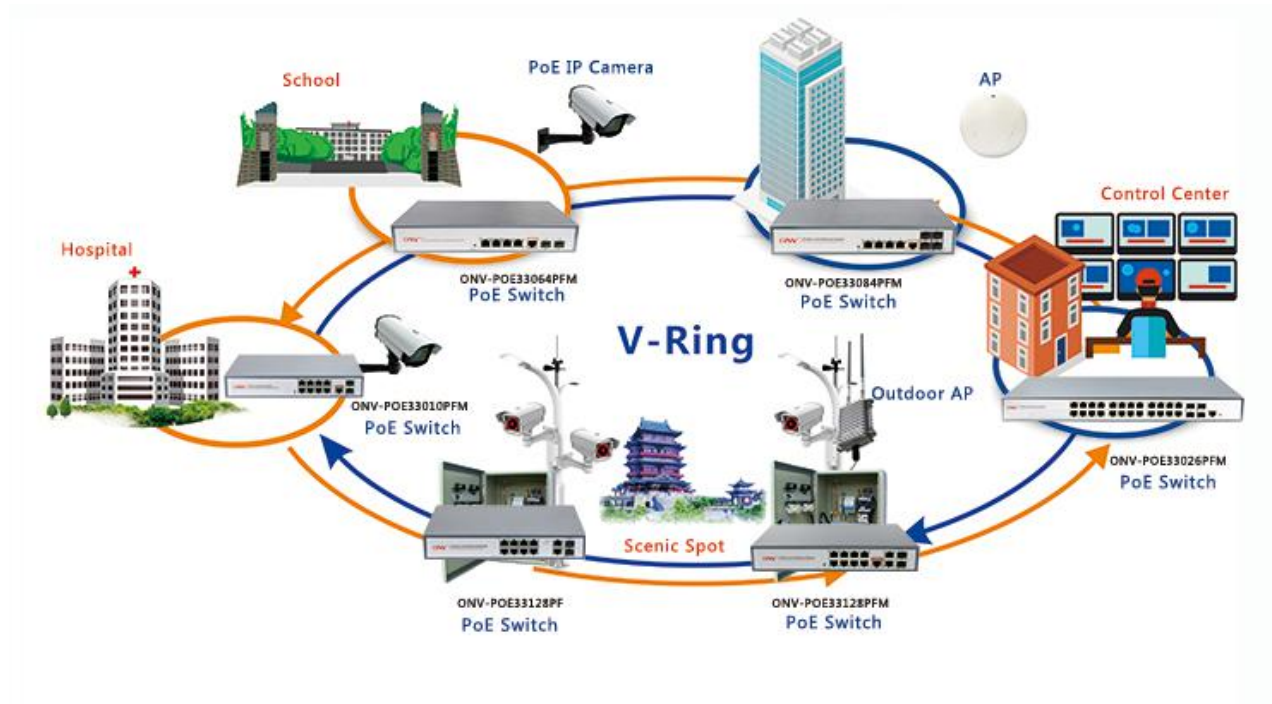 School
PoE IP Camera
AP
Control Center
Hospital
ONV-POE33064PFM
PoE Switch
ONV-POE33084PFM
PoE Switch
V-Ring
Outdoor AP
ONV-POE33010PFM
PoE Switch
ONV-POE33026PFM
PoE Switch
Scenic Spot
ONV-POE33128PF
PoE Switch
ONV-POE33128PFM
PoE Switch